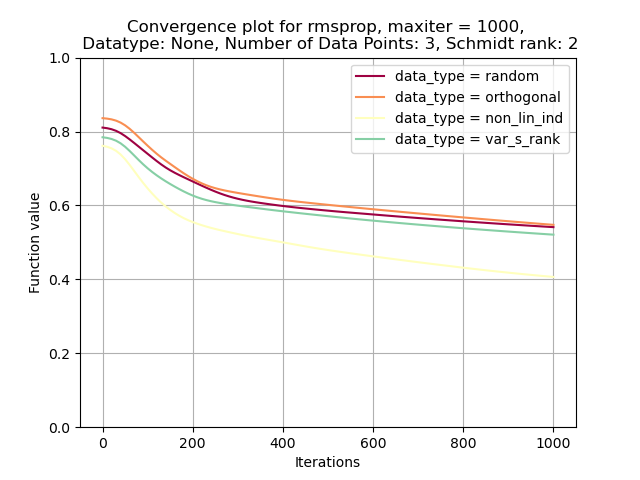 Convergence plot for rmsprop, maxiter = 1000,
Datatype: None, Number of Data Points: 3, Schmidt rank: 2
1.0
0.8
0.6
0.4
0.2
0.0
Function value
data_type = random
data_type = orthogonal
data_type = non_lin_ind
data_type = var_s_rank
0 200 400 600 800 1000
Iterations